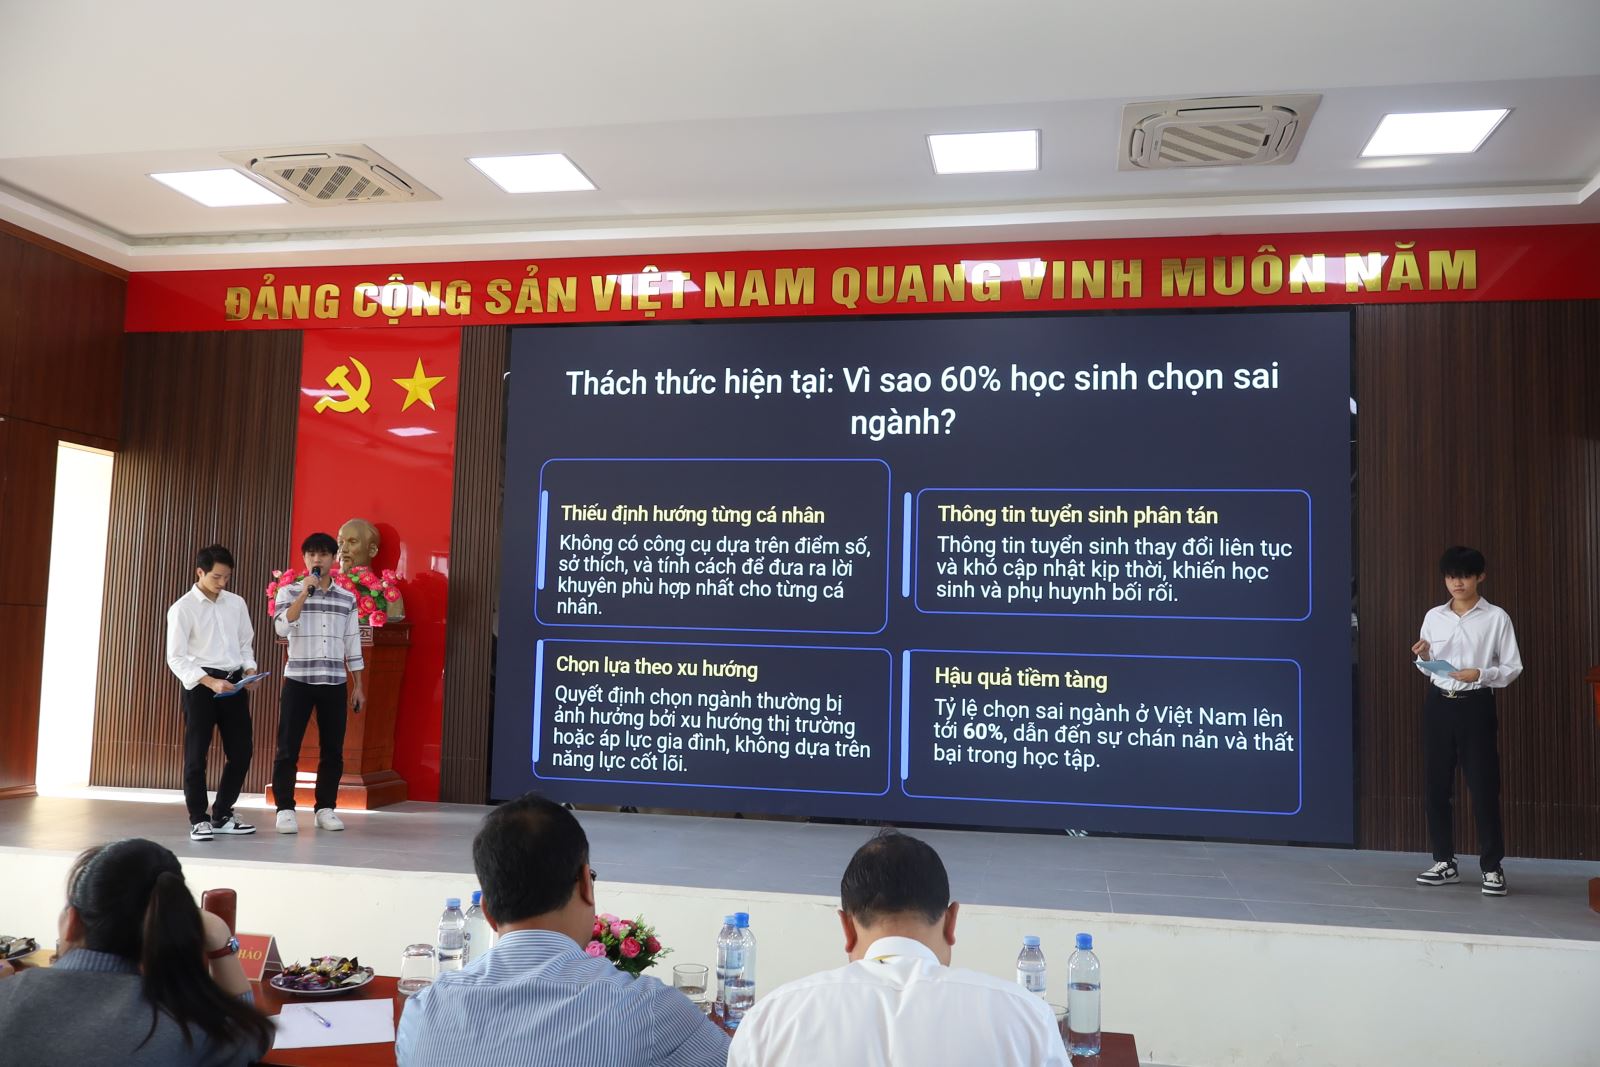 ĐẢNG CỘNG SẢN VIỆT NAM QUANG VINH MUÔN NĂM
Thách thức hiện tại: Vì sao 60% học sinh chọn sai
ngành?
Thiếu định hướng từng cá nhân
Không có công cụ dựa trên điểm số,
sở thích, và tính cách để đưa ra lời
khuyên phù hợp nhất cho từng cá
nhân.
Thông tin tuyển sinh phân tán
Thông tin tuyển sinh thay đổi liên tục
và khó cập nhật kịp thời, khiến học
sinh và phụ huynh bối rối.
Chọn lựa theo xu hướng
Quyết định chọn ngành thường bị
ảnh hưởng bởi xu hướng thị trường
hoặc áp lực gia đình, không dựa trên
năng lực cốt lõi.
Hậu quả tiềm tàng
Tỷ lệ chọn sai ngành ở Việt Nam lên
tới 60%, dẫn đến sự chán nản và thất
bại trong học tập.